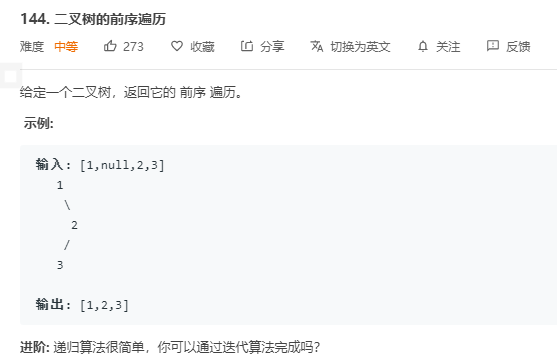 144. 二叉树的前序遍历
难度 中等 273 收藏 分享 切换为英文 关注 反馈
给定一个二叉树，返回它的 前序 遍历。
示例:
输入: [1,null,2,3]
1
\
2
/
3
输出: [1,2,3]
进阶: 递归算法很简单，你可以通过迭代算法完成吗？